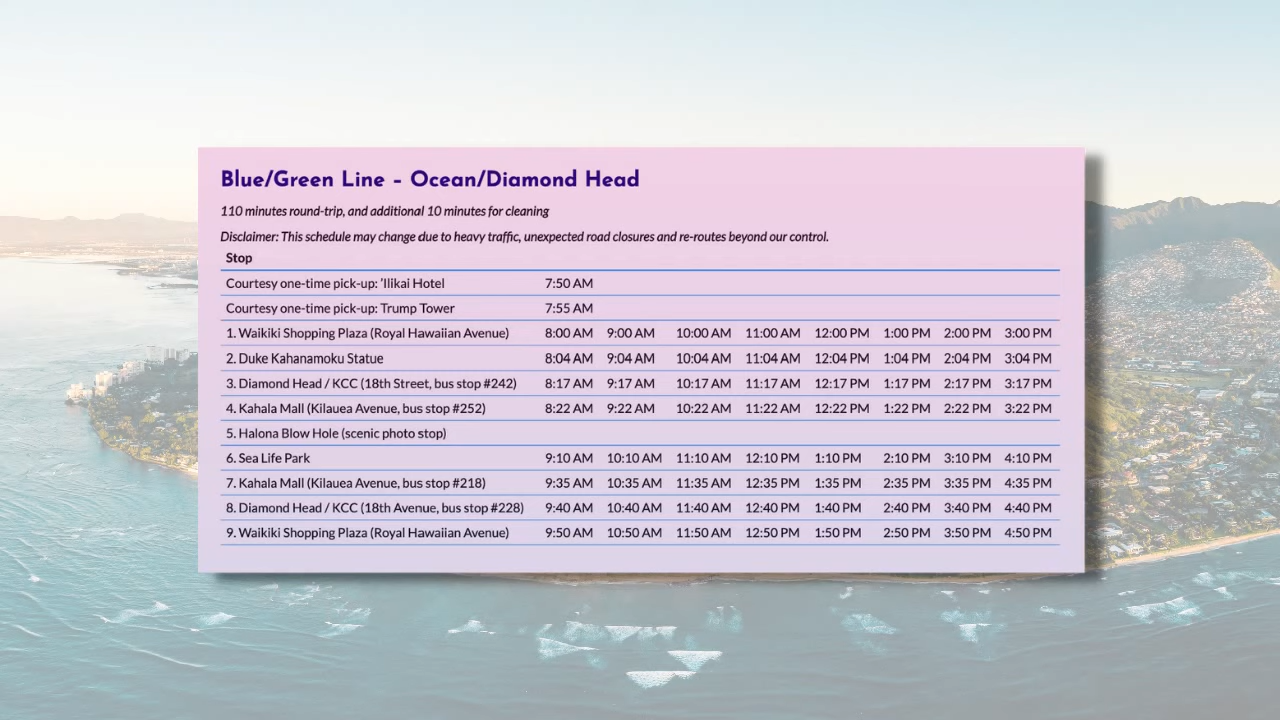 Blue/Green Line – Ocean/Diamond Head
110 minutes round-trip, and additional 10 minutes for cleaning
Disclaimer: This schedule may change due to heavy traffic, unexpected road closures and re-routes beyond our control.
Stop
Courtesy one-time pick-up: 'Ilikai Hotel 7:50 AM
Courtesy one-time pick-up: Trump Tower 7:55 AM
1. Waikiki Shopping Plaza (Royal Hawaiian Avenue) 8:00 AM 9:00 AM 10:00 AM 11:00 AM 12:00 PM 1:00 PM 2:00 PM 3:00 PM
2. Duke Kahanamoku Statue 8:04 AM 9:04 AM 10:04 AM 11:04 AM 12:04 PM 1:04 PM 2:04 PM 3:04 PM
3. Diamond Head / KCC (18th Street, bus stop #242) 8:17 AM 9:17 AM 10:17 AM 11:17 AM 12:17 PM 1:17 PM 2:17 PM 3:17 PM
4. Kahala Mall (Kilauea Avenue, bus stop #252) 8:22 AM 9:22 AM 10:22 AM 11:22 AM 12:22 PM 1:22 PM 2:22 PM 3:22 PM
5. Halona Blow Hole (scenic photo stop)
6. Sea Life Park 9:10 AM 10:10 AM 11:10 AM 12:10 PM 1:10 PM 2:10 PM 3:10 PM 4:10 PM
7. Kahala Mall (Kilauea Avenue, bus stop #218) 9:35 AM 10:35 AM 11:35 AM 12:35 PM 1:35 PM 2:35 PM 3:35 PM 4:35 PM
8. Diamond Head / KCC (18th Avenue, bus stop #228) 9:40 AM 10:40 AM 11:40 AM 12:40 PM 1:40 PM 2:40 PM 3:40 PM 4:40 PM
9. Waikiki Shopping Plaza (Royal Hawaiian Avenue) 9:50 AM 10:50 AM 11:50 AM 12:50 PM 1:50 PM 2:50 PM 3:50 PM 4:50 PM